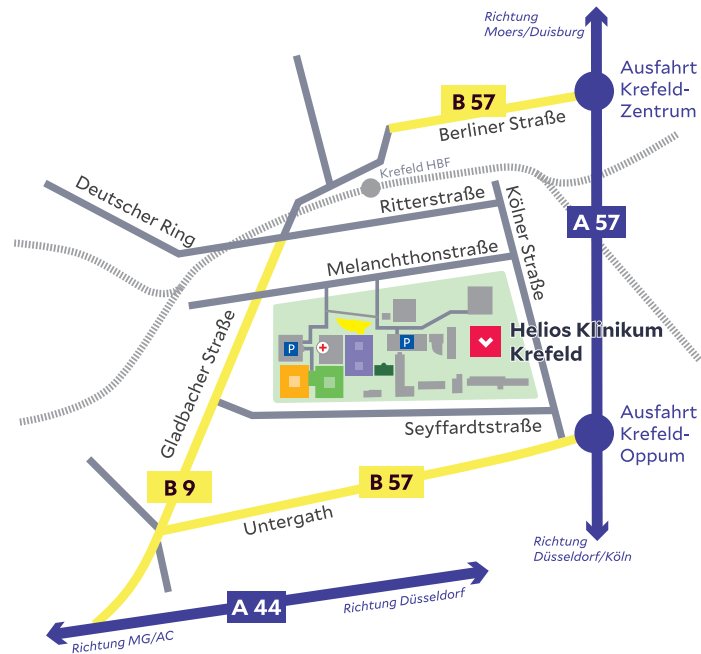 Richtung
Moers/Duisburg
Ausfahrt
Krefeld-
Zentrum
B 57
Berliner Straße
Krefeld HBF
Deutscher Ring
Ritterstraße
Kölner Straße
A 57
Melanchthonstraße
Gladbacher Straße
P
P
Helios Klinikum
Krefeld
Seyffardtstraße
Ausfahrt
Krefeld-
Oppum
B 9
B 57
Untergath
Richtung
Düsseldorf/Köln
A 44
Richtung Düsseldorf
Richtung MG/AC